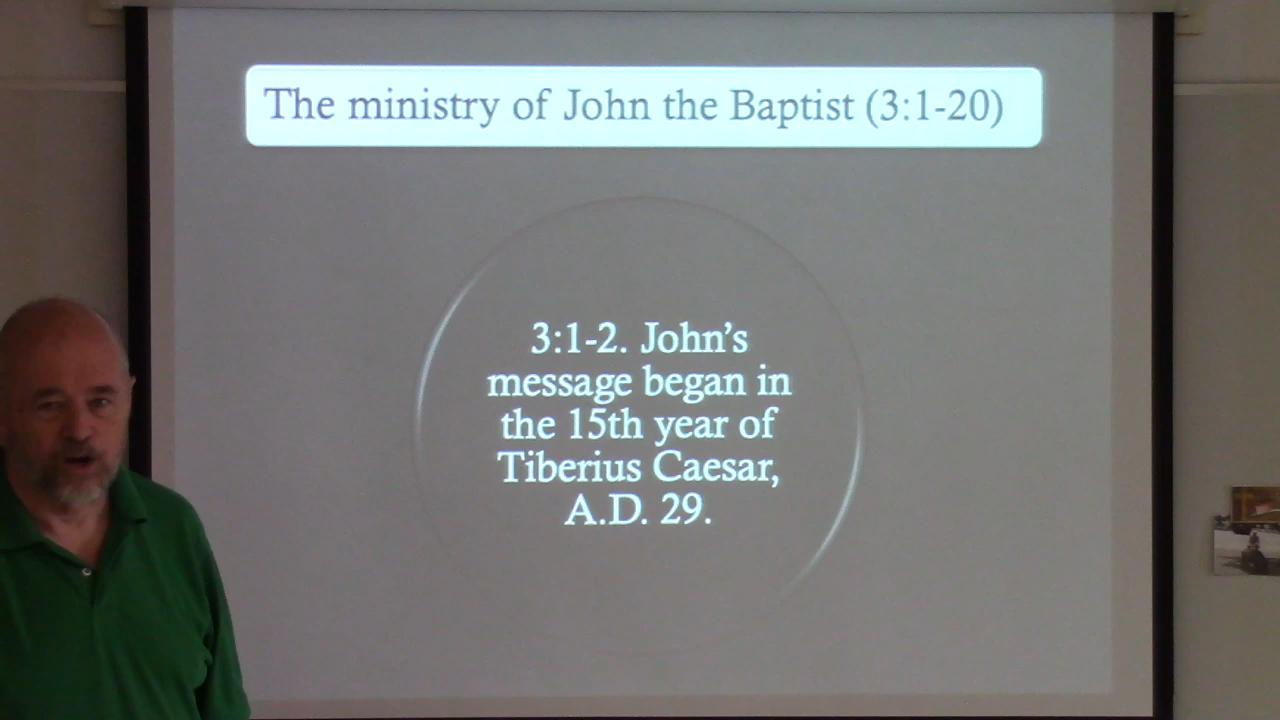 The ministry of John the Baptist (3:1-20)
3:1-2. John’s
message began in
the 15th year of
Tiberius Caesar,
A.D. 29.